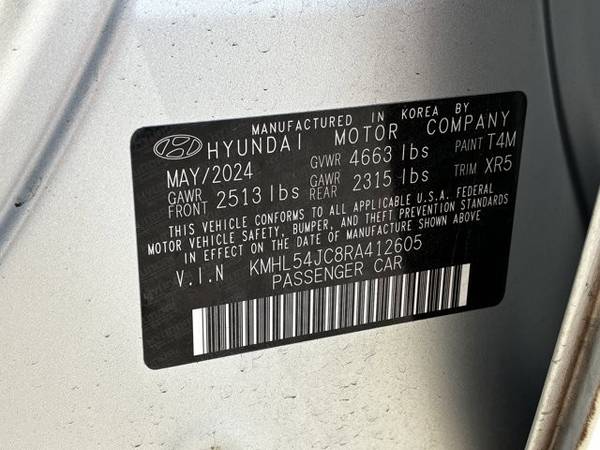 MANUFACTURED IN KOREA BY
HYUNDAI MOTOR COMPANY
MAY/2024 GVWR 4663 lbs PAINT T4M
GAWR FRONT 2513 lbs GAWR REAR 2315 lbs TRIM XR5
THIS VEHICLE CONFORMS TO ALL APPLICABLE U.S.A. FEDERAL
MOTOR VEHICLE SAFETY, BUMPER, AND THEFT PREVENTION STANDARDS
IN EFFECT ON THE DATE OF MANUFACTURE SHOWN ABOVE
V.I.N KMHL54JC8RA412605
PASSENGER CAR